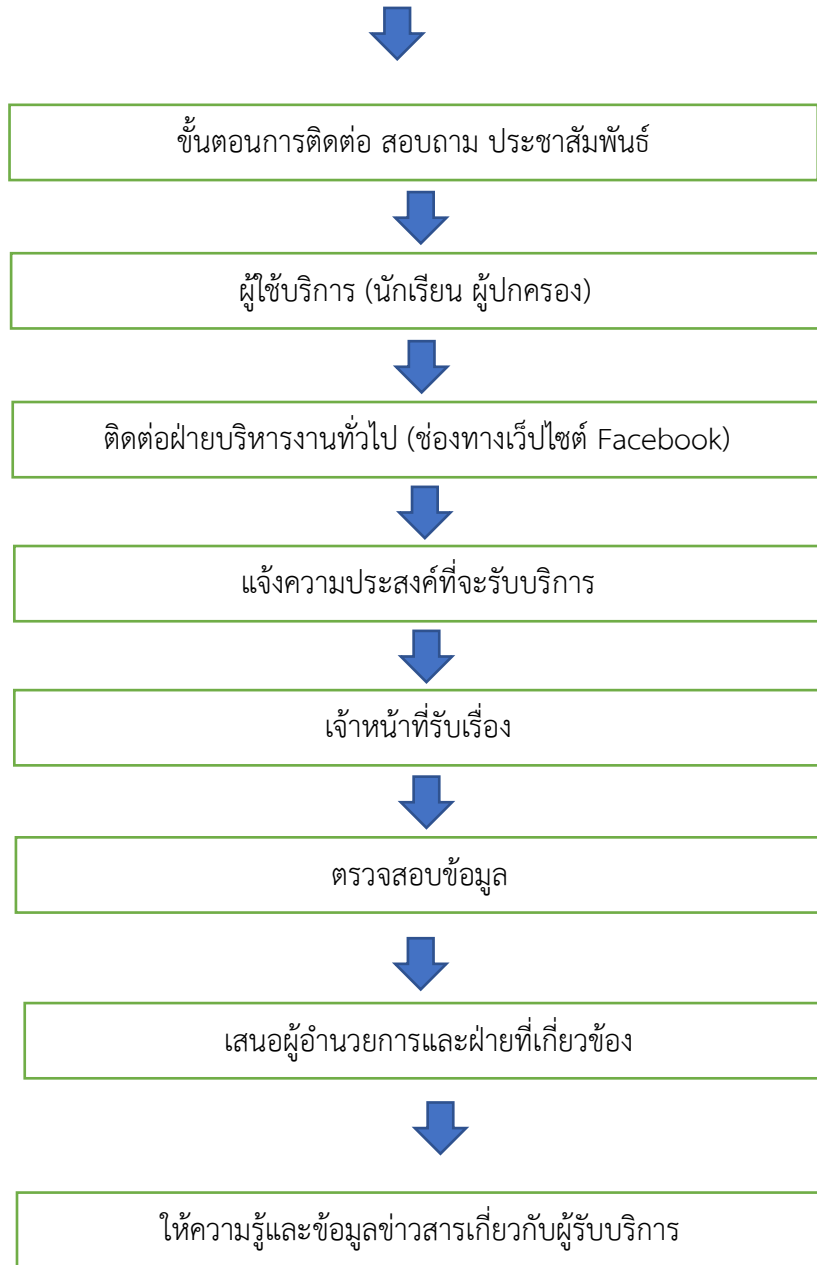 ขั้นตอนการติดต่อ สอบถาม ประชาสัมพันธ์
ผู้ใช้บริการ (นักเรียน ผู้ปกครอง)
ติดต่อฝ่ายบริหารงานทั่วไป (ช่องทางเว็ปไซต์ Facebook)
แจ้งความประสงค์ที่จะรับบริการ
เจ้าหน้าที่รับเรื่อง
ตรวจสอบข้อมูล
เสนอผู้อำนวยการและฝ่ายที่เกี่ยวข้อง
ให้ความรู้และข้อมูลข่าวสารเกี่ยวกับผู้รับบริการ